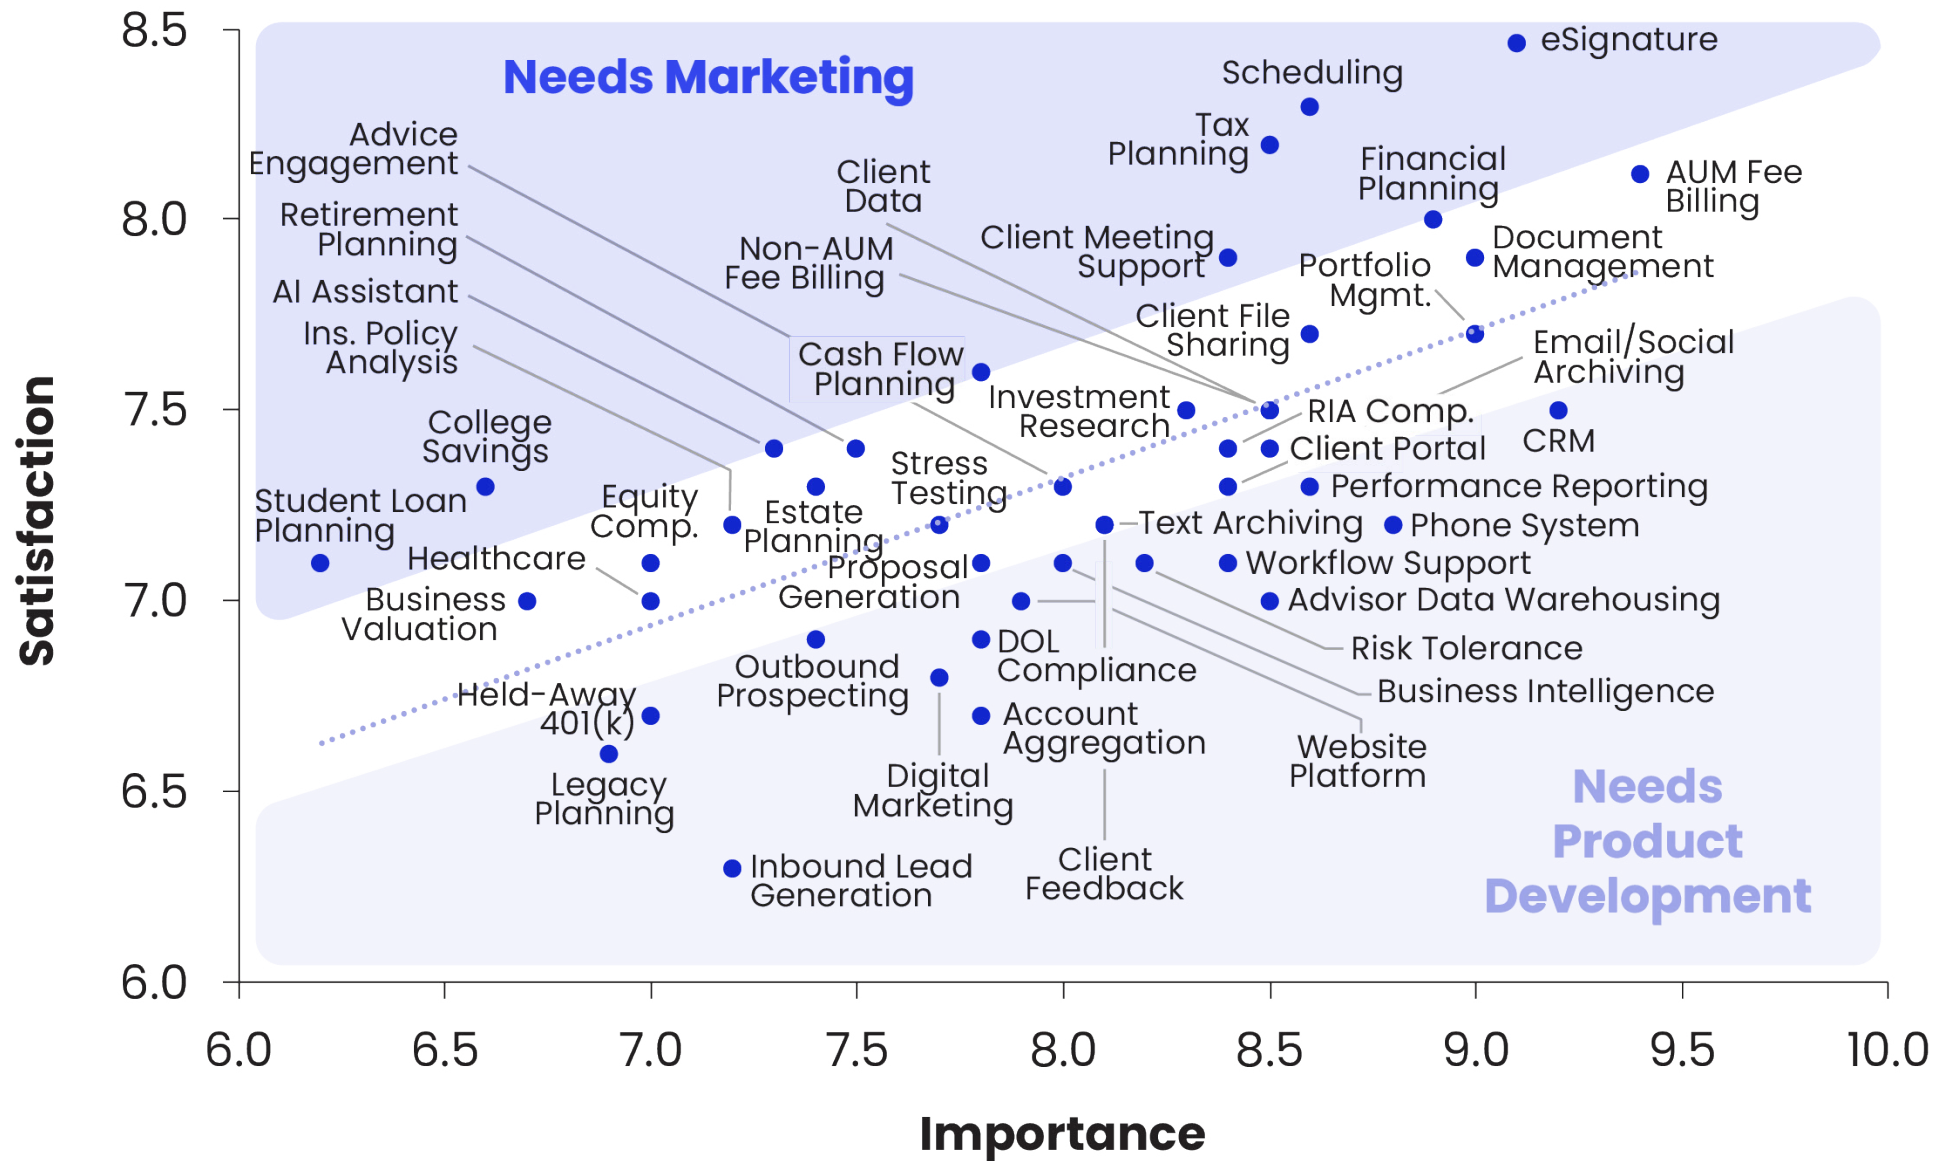 8.5
8.0
7.5
7.0
6.5
6.0
Satisfaction
Needs Marketing
eSignature
Scheduling
Tax
Planning
Advice
Engagement
Client
Data
Financial
Planning
AUM Fee
Billing
Retirement
Planning
Non-AUM
Fee Billing
Client Meeting
Support
Document
Management
Portfolio
Mgmt.
AI Assistant
Ins. Policy
Analysis
Client File
Sharing
Email/Social
Archiving
Cash Flow
Planning
Investment
Research
RIA Comp.
CRM
College
Savings
Client Portal
Stress
Testing
Performance Reporting
Student Loan
Planning
Equity
Comp.
Estate
Planning
Text Archiving
Phone System
Healthcare
Proposal
Generation
Workflow Support
Business
Valuation
Advisor Data Warehousing
DOL
Compliance
Risk Tolerance
Outbound
Prospecting
Held-Away
401(k)
Business Intelligence
Account
Aggregation
Website
Platform
Legacy
Planning
Digital
Marketing
Needs
Product
Development
Inbound Lead
Generation
Client
Feedback
6.0 6.5 7.0 7.5 8.0 8.5 9.0 9.5 10.0
Importance